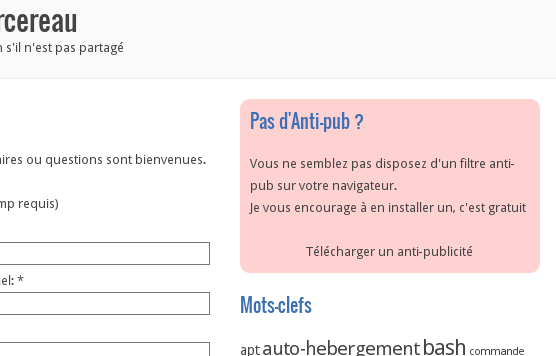 rcereau
n s'il n'est pas partagé
Pas d'Anti-pub ?
Vous ne semblez pas disposez d'un filtre anti-
pub sur votre navigateur.
Je vous encourage à en installer un, c'est gratuit
Télécharger un anti-publicité
aires ou questions sont bienvenues.
mp requis)
iel: *
Mots-clefs
apt auto-hebergement bash commande